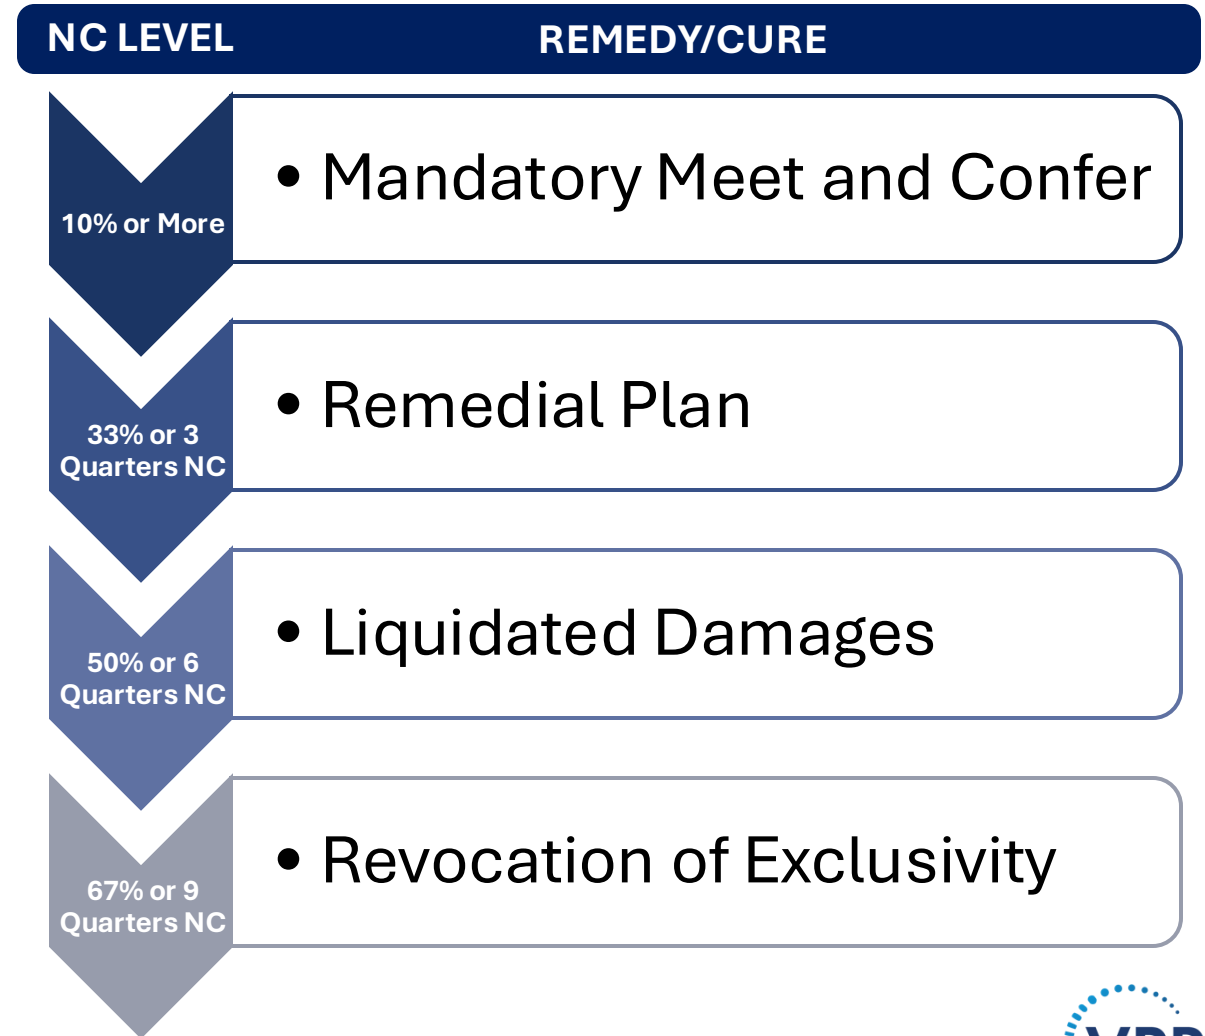 NC LEVEL REMEDY/CURE
10% or More
• Mandatory Meet and Confer
33% or 3
Quarters NC
• Remedial Plan
50% or 6
Quarters NC
• Liquidated Damages
67% or 9
Quarters NC
• Revocation of Exclusivity